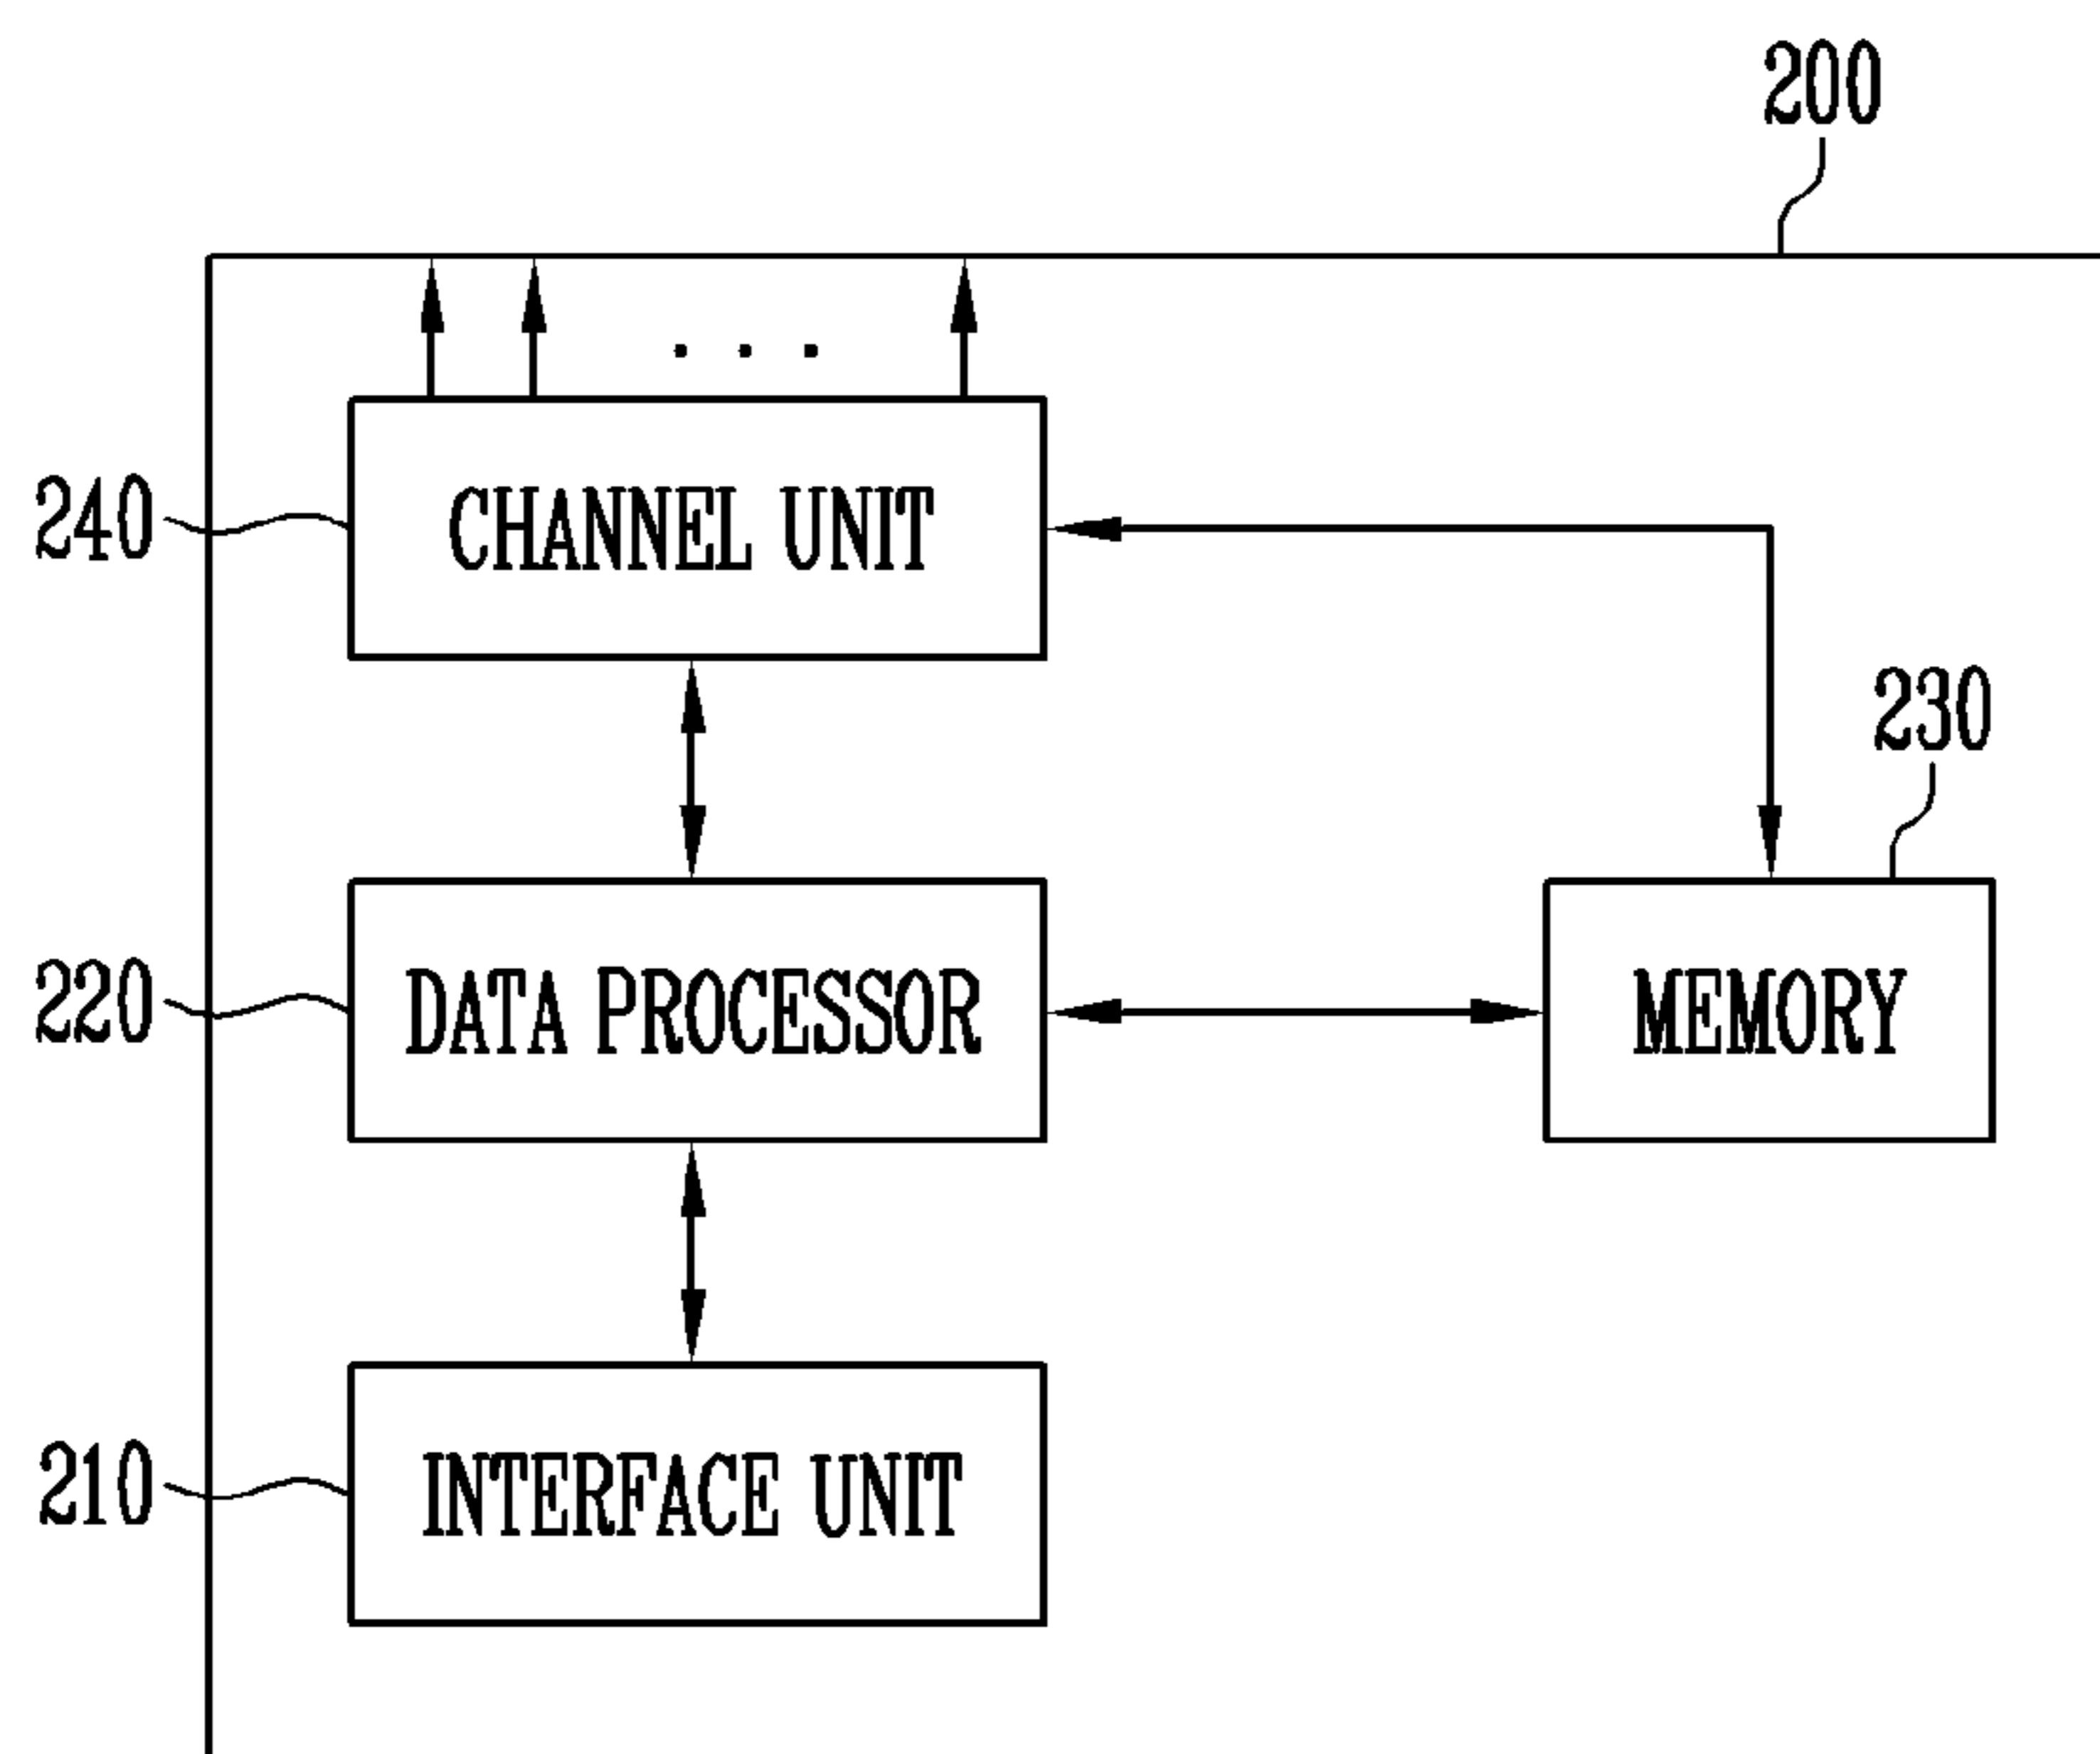 200
240
CHANNEL UNIT
230
220
DATA PROCESSOR
MEMORY
210
INTERFACE UNIT